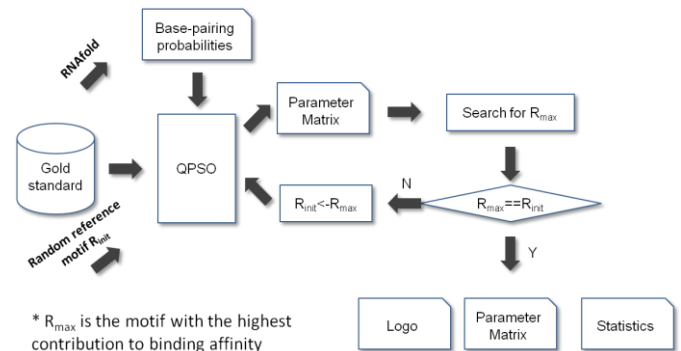 Base-pairing
probabilities
RNAfold
Parameter
Matrix
Search for Rmax
Gold
standard
QPSO
Rinit<-Rmax
N
Rmax==Rinit
Random reference
motif Rinit
Y
* Rmax is the motif with the highest
contribution to binding affinity
Logo
Parameter
Matrix
Statistics